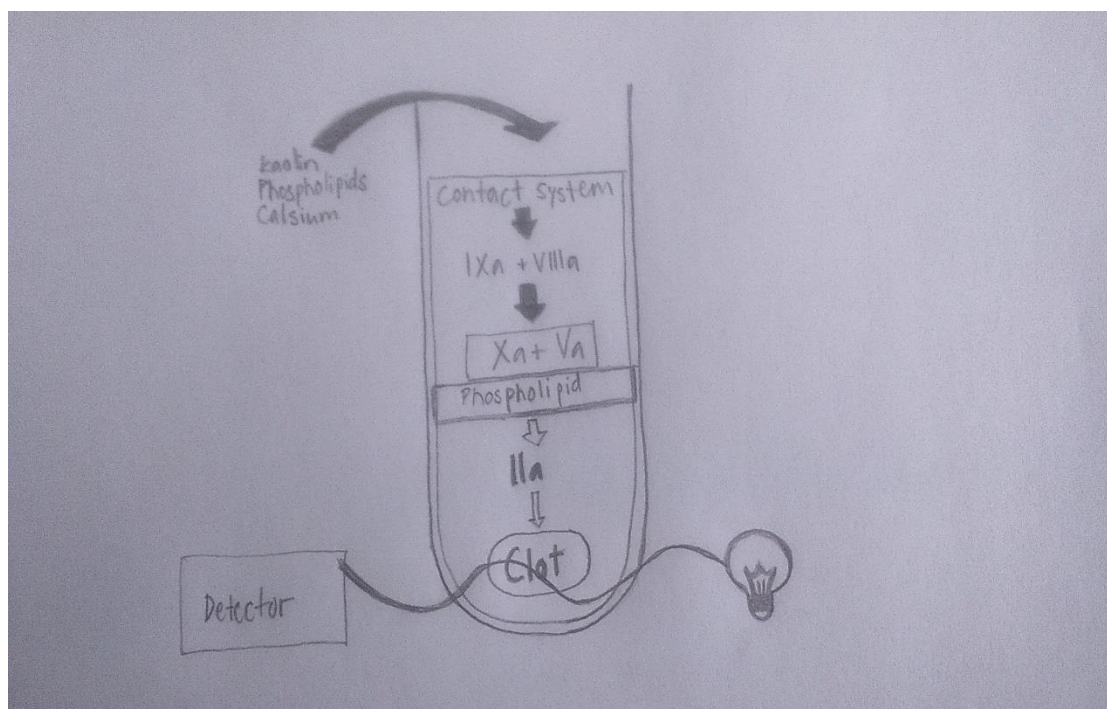 kaolin
Phospholipids
Calsium
Contact system
IXa + VIIIa
Xa + Va
Phospholipid
IIa
Clot
Detector